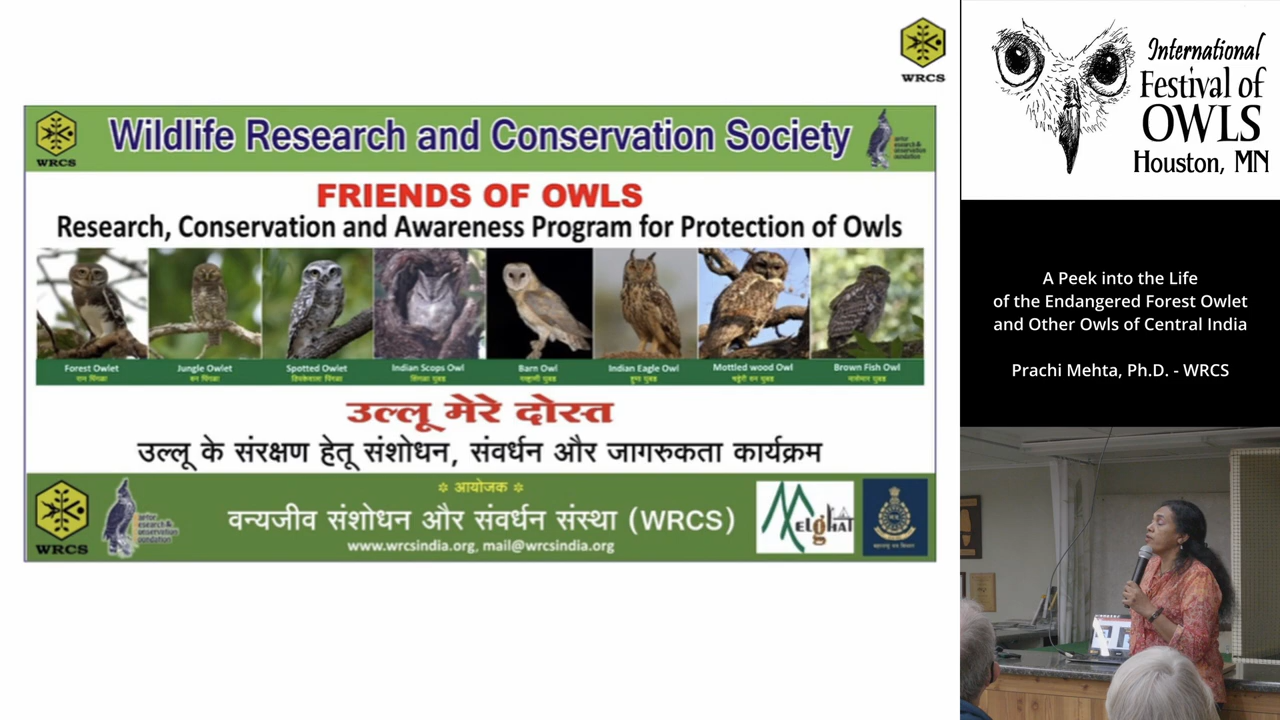 WRCS
WRCS
Wildlife Research and Conservation Society
FRIENDS OF OWLS
Research, Conservation and Awareness Program for Protection of Owls
Forest Owlet
Jungle Owlet
Spotted Owlet
Indian Scops Owl
Barn Owl
Indian Eagle Owl
Mottled wood Owl
Brown Fish Owl
उल्लू मेरे दोस्त
उल्लू के संरक्षण हेतू संशोधन, संवर्धन और जागरुकता कार्यक्रम
आयोजक
वन्यजीव संशोधन और संवर्धन संस्था (WRCS)
www.wrcsindia.org, mail@wrcsindia.org
WRCS
MelghAT
International
Festival of
OWLS
Houston, MN
A Peek into the Life
of the Endangered Forest Owlet
and Other Owls of Central India
Prachi Mehta, Ph.D. - WRCS